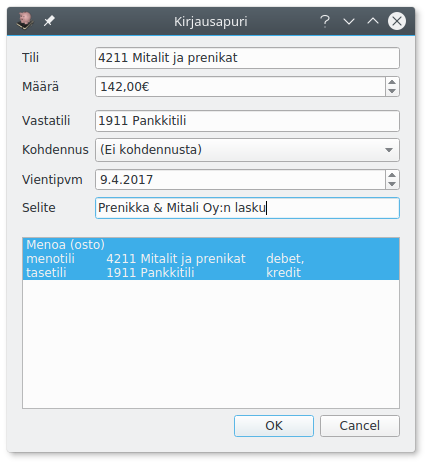 Kirjausapuri
Tili 4211 Mitalit ja prenikat
Määrä 142,00€
Vastatili 1911 Pankkitili
Kohdennus (Ei kohdennusta)
Vientipvm 9.4.2017
Selite Prenikka & Mitali Oy:n lasku
Menoa (osto)
menotili 4211 Mitalit ja prenikat debet,
tasetili 1911 Pankkitili kredit
OK Cancel